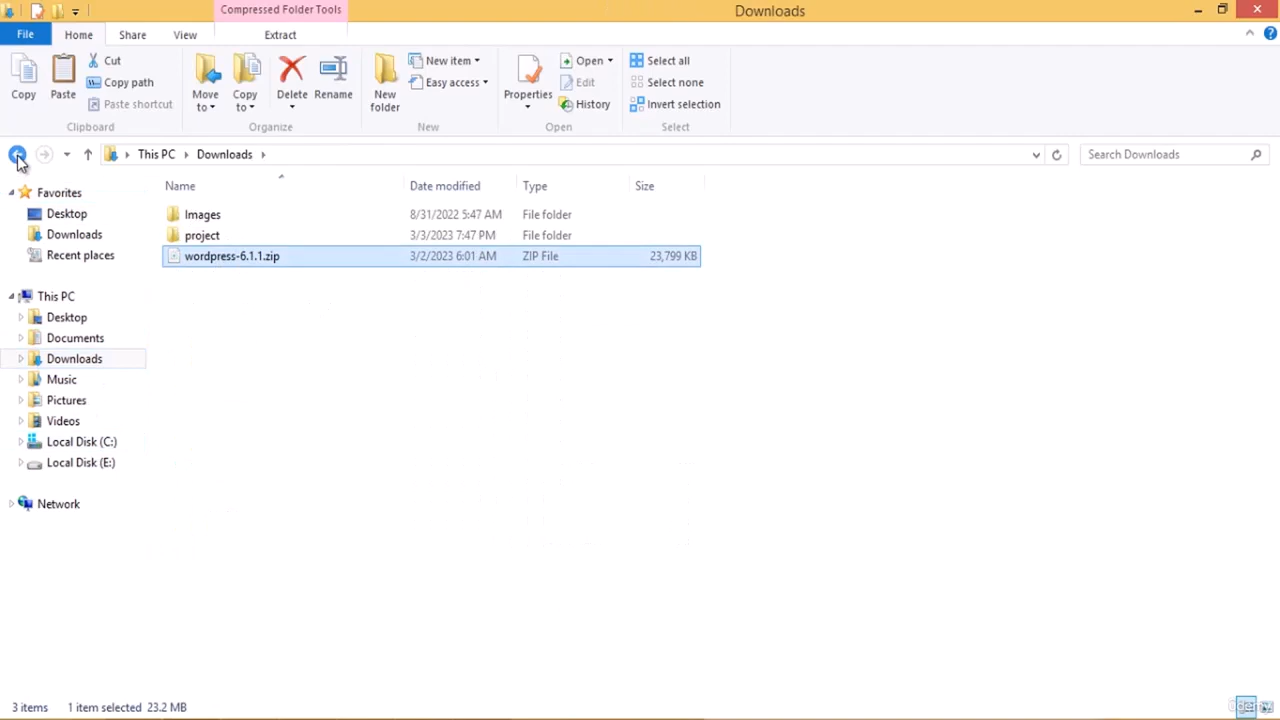 Compressed Folder Tools
Downloads
File
Home
Share
View
Extract
Copy
Paste
Cut
Copy path
Paste shortcut
Clipboard
Move to
Copy to
Delete
Rename
Organize
New folder
New item
Easy access
New
Properties
Open
Edit
History
Open
Select all
Select none
Invert selection
Select
This PC
Downloads
Search Downloads
Name
Date modified
Type
Size
Images 8/31/2022 5:47 AM File folder
project 3/3/2023 7:47 PM File folder
wordpress-6.1.1.zip 3/2/2023 6:01 AM ZIP File 23,799 KB
Favorites
Desktop
Downloads
Recent places
This PC
Desktop
Documents
Downloads
Music
Pictures
Videos
Local Disk (C:)
Local Disk (E:)
Network
3 items 1 item selected 23.2 MB